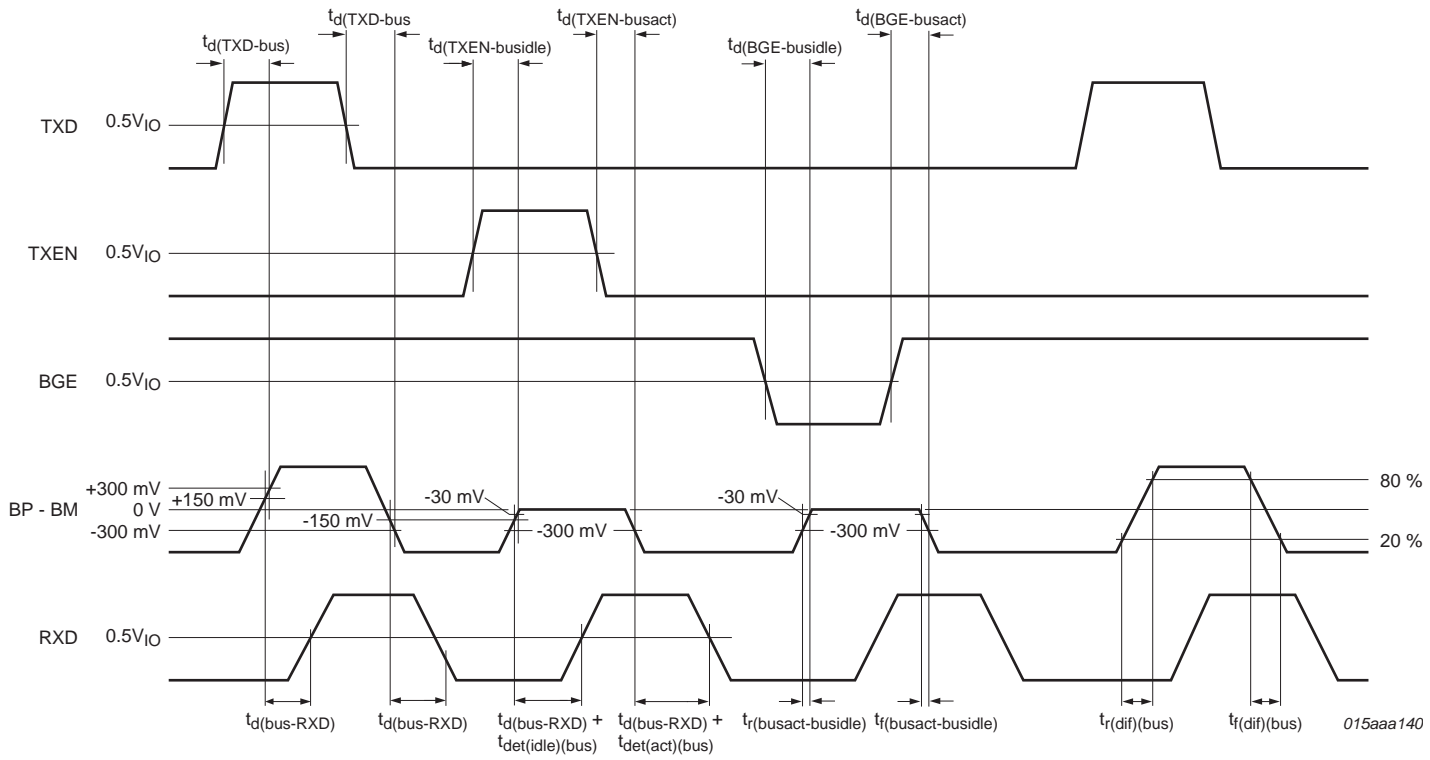 td(TXD-bus
td(TXEN-busact)
td(BGE-busact)
td(TXD-bus)
td(TXEN-busidle)
td(BGE-busidle)
TXD 0.5VIO
TXEN 0.5VIO
BGE 0.5VIO
+300 mV
+150 mV
BP - BM 0 V
-300 mV
-150 mV
-30 mV
-300 mV
-30 mV
-300 mV
80 %
20 %
RXD 0.5VIO
td(bus-RXD)
td(bus-RXD)
td(bus-RXD) +
tdet(idle)(bus)
td(bus-RXD) +
tdet(act)(bus)
tr(busact-busidle)
tf(busact-busidle)
tr(dif)(bus)
tf(dif)(bus)
015aaa140